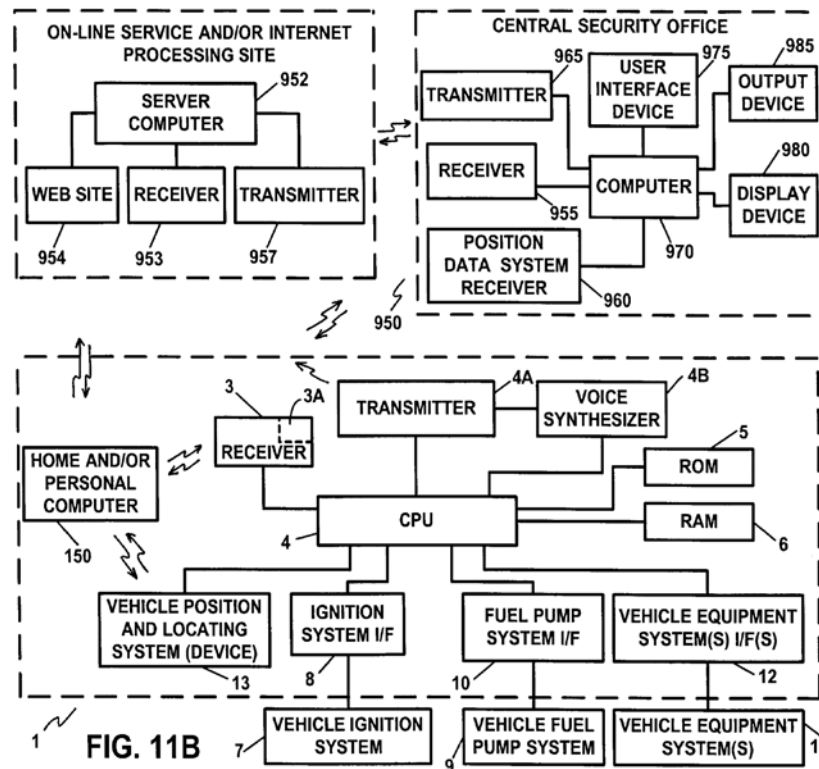 ON-LINE SERVICE AND/OR INTERNET
PROCESSING SITE
952
SERVER
COMPUTER
WEB SITE
RECEIVER
TRANSMITTER
954
953
957
CENTRAL SECURITY OFFICE
965
975
985
TRANSMITTER
USER
INTERFACE
DEVICE
OUTPUT
DEVICE
980
RECEIVER
COMPUTER
DISPLAY
DEVICE
955
970
POSITION
DATA SYSTEM
RECEIVER
960
950
3
3A
4A
4B
TRANSMITTER
VOICE
SYNTHESIZER
RECEIVER
5
HOME AND/OR
PERSONAL
COMPUTER
ROM
150
CPU
4
RAM
6
VEHICLE POSITION
AND LOCATING
SYSTEM (DEVICE)
IGNITION
SYSTEM I/F
FUEL PUMP
SYSTEM I/F
VEHICLE EQUIPMENT
SYSTEM(S) I/F(S)
13
8
10
12
1
FIG. 11B
VEHICLE IGNITION
SYSTEM
7
VEHICLE FUEL
PUMP SYSTEM
9
VEHICLE EQUIPMENT
SYSTEM(S)